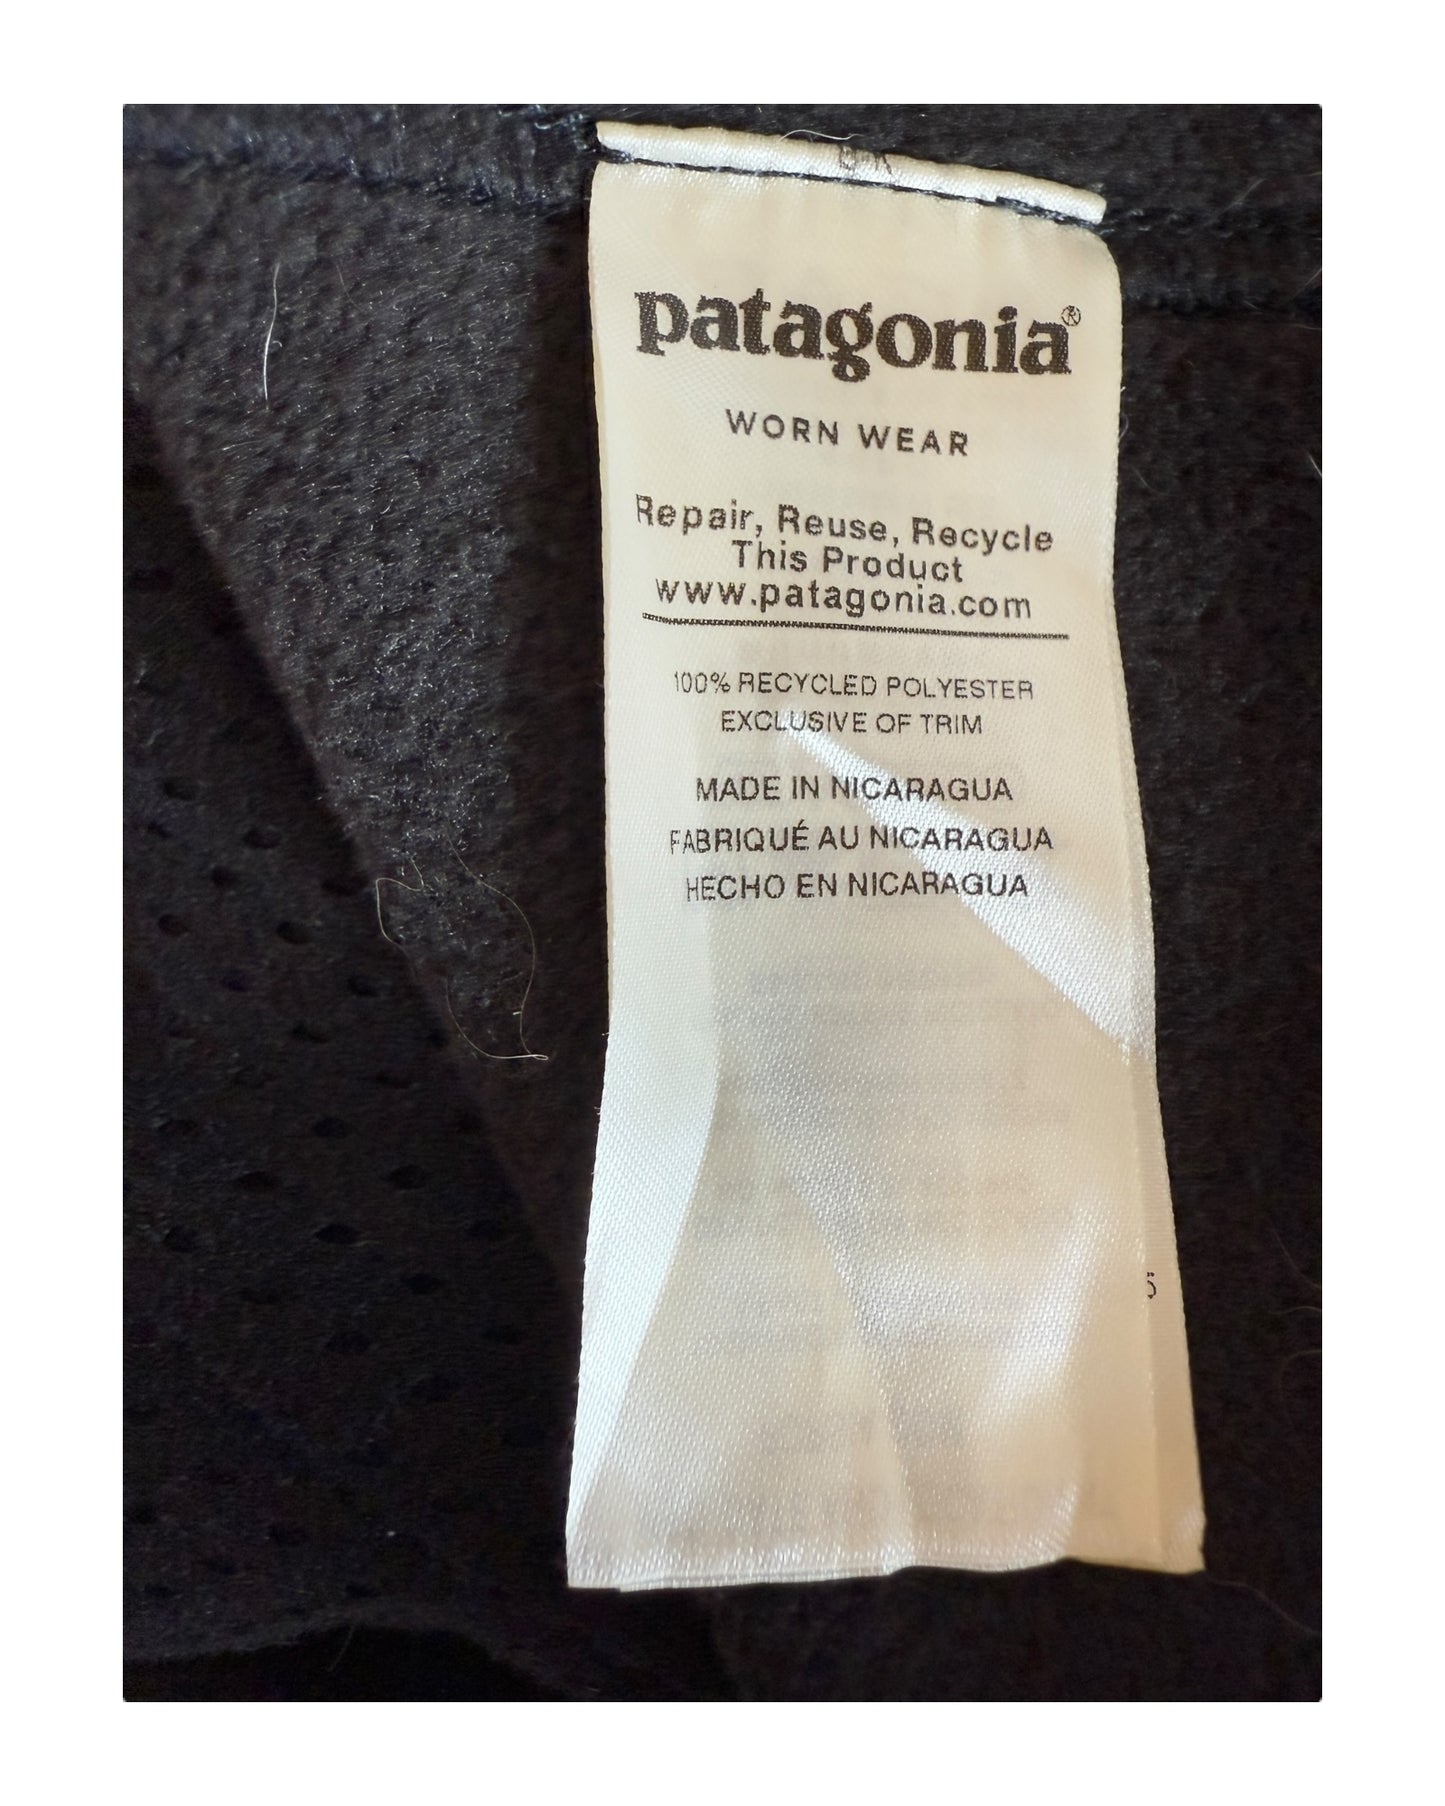 patagonia®
WORN WEAR
Repair, Reuse, Recycle
This Product
www.patagonia.com
100% RECYCLED POLYESTER
EXCLUSIVE OF TRIM
MADE IN NICARAGUA
FABRIQUÉ AU NICARAGUA
HECHO EN NICARAGUA